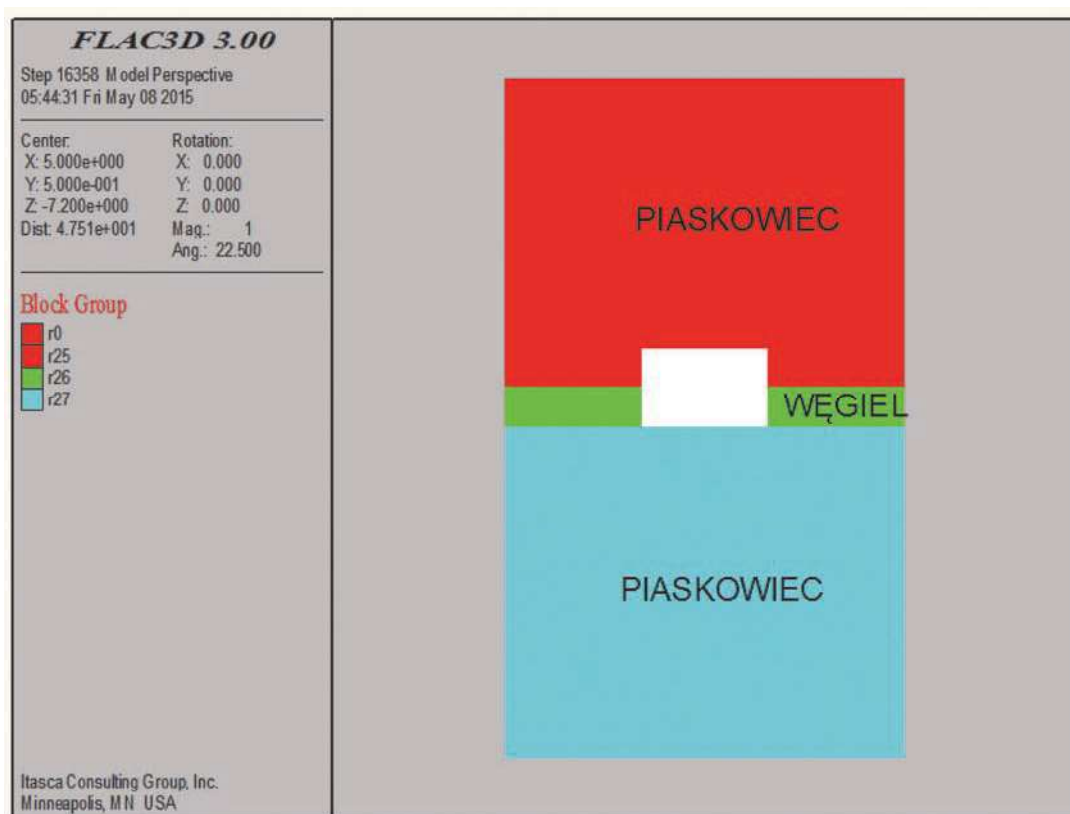 FLAC3D 3.00
Step 16358 Model Perspective
05:44:31 Fri May 08 2015
Center: Rotation:
X: 5.000e+000 X: 0.000
Y: 5.000e-001 Y: 0.000
Z: -7.200e+000 Z: 0.000
Dist: 4.751e+001 Mag.: 1
Ang.: 22.500
Block Group
r0
r25
r26
r27
Itasca Consulting Group, Inc.
Minneapolis, MN USA
PIASKOWIEC
WĘGIEL
PIASKOWIEC